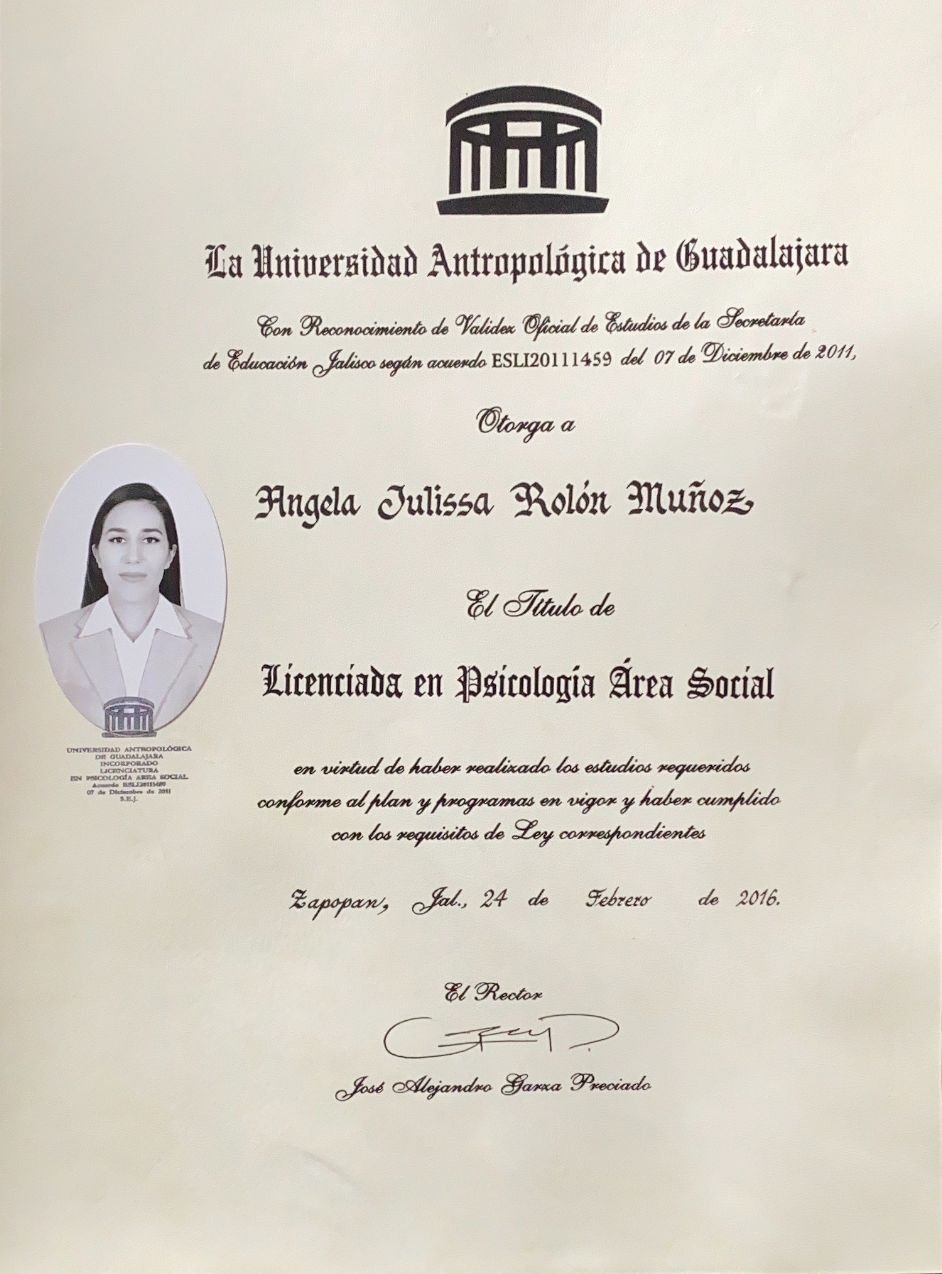 La Universidad Antropológica de Guadalajara
Con Reconocimiento de Validez Oficial de Estudios de la Secretaría
de Educación Jalisco según acuerdo ESLI20111459 del 07 de Diciembre de 2011,
Otorga a
Angela Julissa Rolón Muñoz
El Título de
Licenciada en Psicología Área Social
UNIVERSIDAD ANTROPOLÓGICA
DE GUADALAJARA
INCORPORADO
LICENCIATURA
EN PSICOLOGÍA AREA SOCIAL
Acuerdo
07 de Diciembre de 2011
S.E.J.
en virtud de haber realizado los estudios requeridos
conforme al plan y programas en vigor y haber cumplido
con los requisitos de Ley correspondientes
Zapopan, Jal., 24 de Febrero de 2016.
El Rector
José Alejandro Garza Preciado